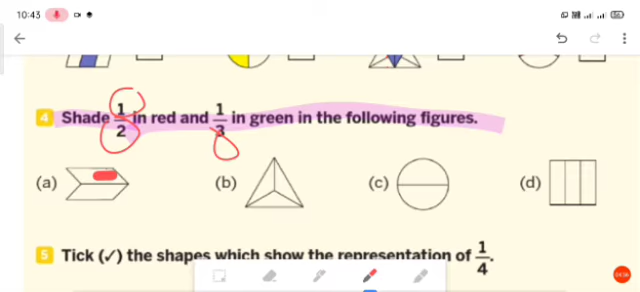 10:43
4 Shade 1/2 in red and 1/3 in green in the following figures.
(a) (b) (c) (d)
5 Tick (✓) the shapes which show the representation of 1/4.